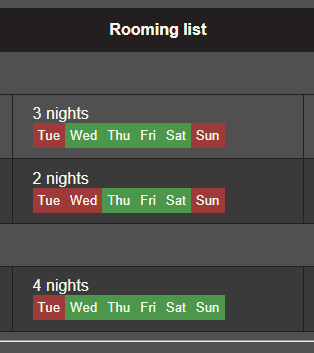 Rooming list
3 nights
Tue Wed Thu Fri Sat Sun
2 nights
Tue Wed Thu Fri Sat Sun
4 nights
Tue Wed Thu Fri Sat Sun